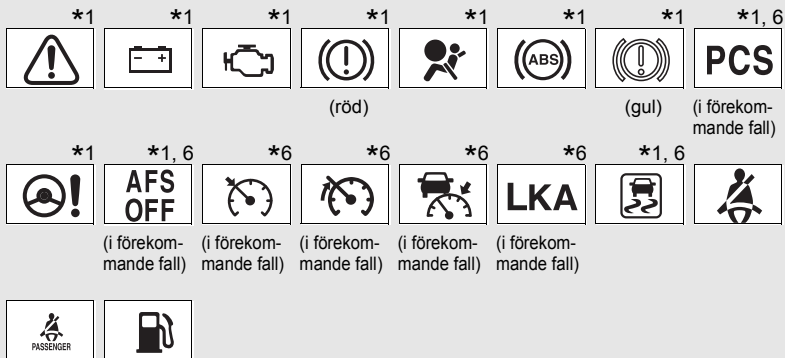 *1 *1 *1 *1 *1 *1 *1 *1, 6
ABS PCS
(röd) (gul) (i förekom-
mande fall)
*1 *1, 6 *6 *6 *6 *6 *1, 6
AFS
OFF LKA
(i förekom- (i förekom- (i förekom- (i förekom- (i förekom-
mande fall) mande fall) mande fall) mande fall) mande fall)
PASSENGER